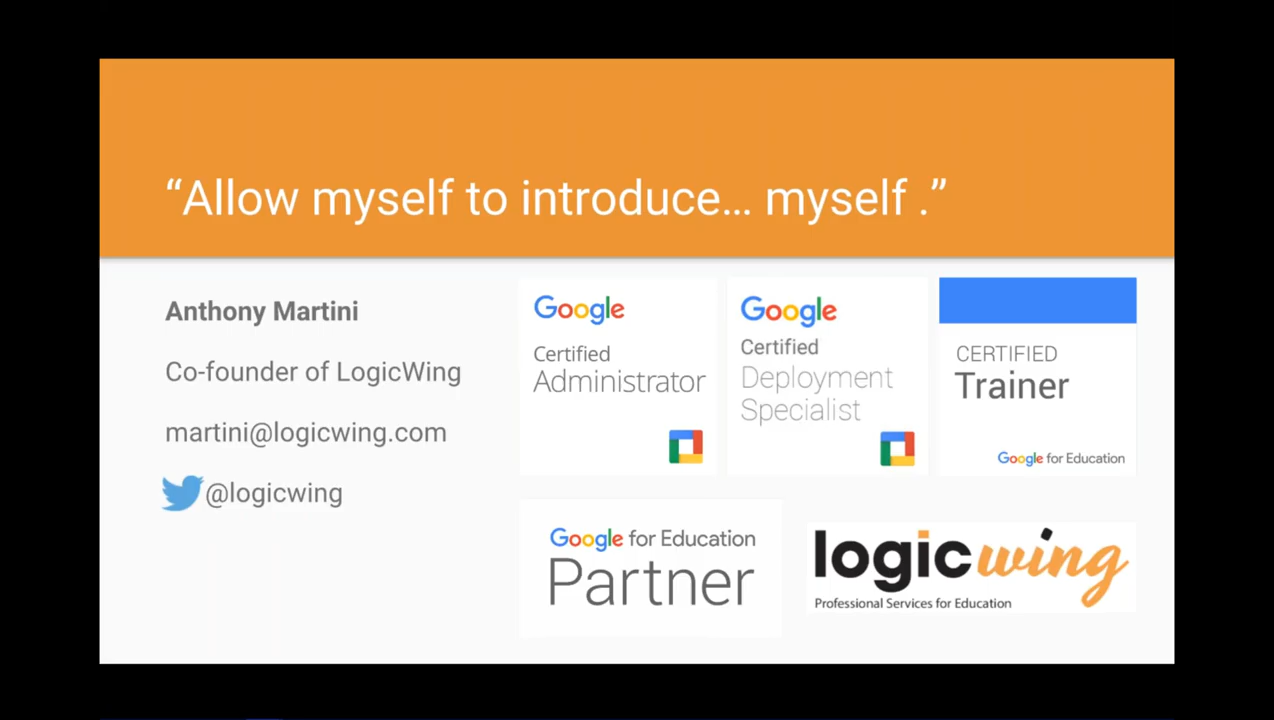 “Allow myself to introduce... myself .”
Anthony Martini
Co-founder of LogicWing
martini@logicwing.com
@logicwing
Google
Certified
Administrator
Google
Certified
Deployment
Specialist
CERTIFIED
Trainer
Google for Education
Google for Education
Partner
logicwing
Professional Services for Education